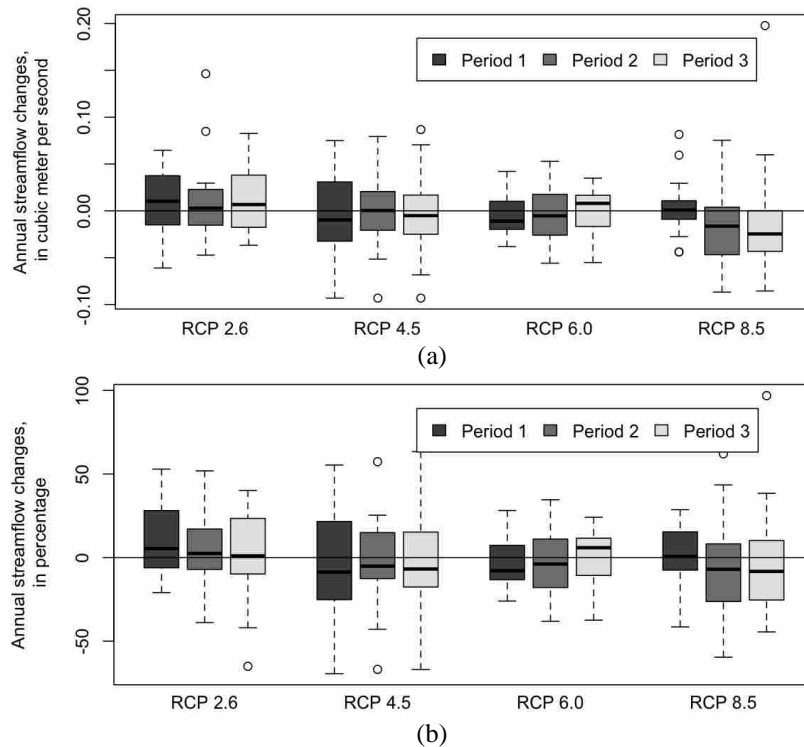 Annual streamflow changes,
in cubic meter per second
0.20
0.10
0.00
-0.10
Period 1 Period 2 Period 3
RCP 2.6 RCP 4.5 RCP 6.0 RCP 8.5
(a)
Annual streamflow changes,
in percentage
100
50
0
-50
Period 1 Period 2 Period 3
RCP 2.6 RCP 4.5 RCP 6.0 RCP 8.5
(b)